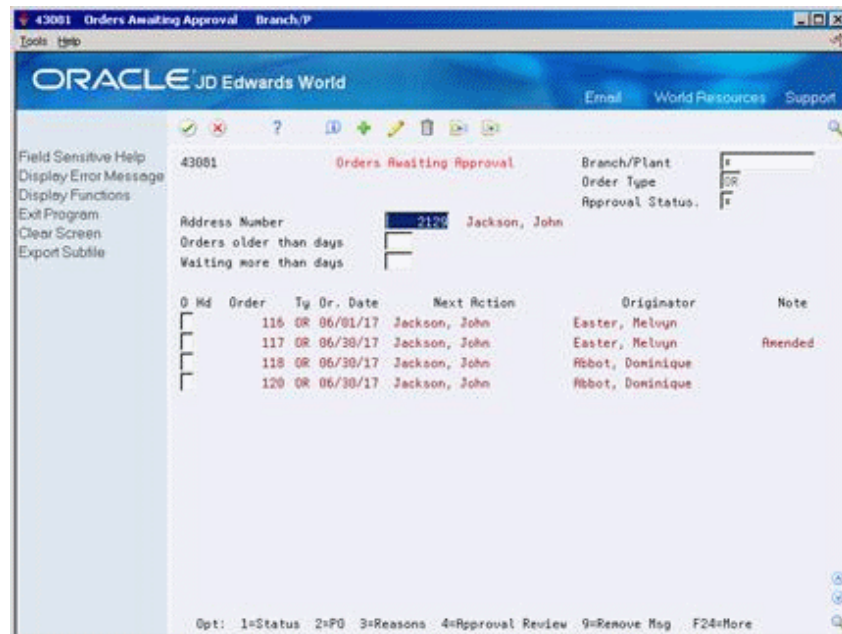 43081 Orders Awaiting Approval Branch/P
Tools Help
ORACLE JD Edwards World
Email World Resources Support
Field Sensitive Help
Display Error Message
Display Functions
Exit Program
Clear Screen
Export Subfile
43081 Orders Awaiting Approval Branch/Plant *
Order Type OR
Approval Status. *
Address Number 2129 Jackson, John
Orders older than days
Waiting more than days
O Hd Order Ty Or. Date Next Action Originator Note
116 OR 06/01/17 Jackson, John Easter, Melvyn
117 OR 06/30/17 Jackson, John Easter, Melvyn Amended
118 OR 06/30/17 Jackson, John Abbot, Dominique
120 OR 06/30/17 Jackson, John Abbot, Dominique
Opt: 1=Status 2=PO 3=Reasons 4=Approval Review 9=Remove Msg F24=More